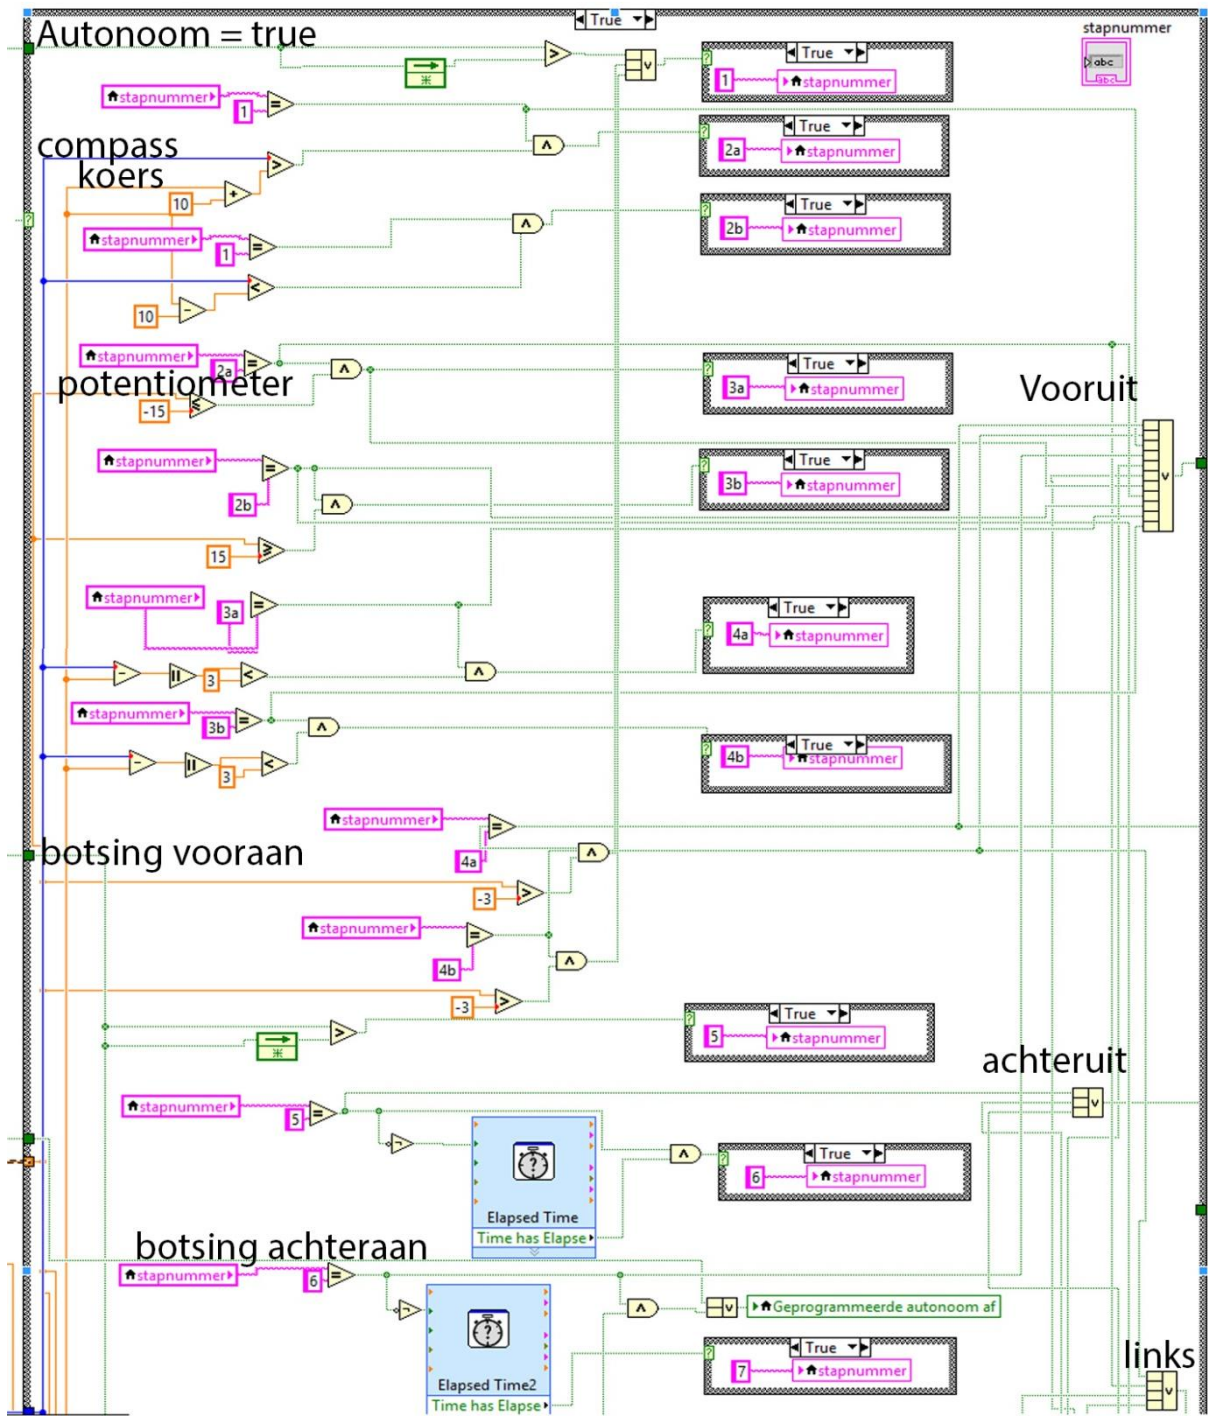 True
Autonoom = true
stapnummer
abc
abc
True
1
stapnummer
stapnummer
1
True
2a
stapnummer
compass
koers
10
True
2b
stapnummer
stapnummer
1
10
stapnummer
2a
True
3a
stapnummer
potentiometer
-15
Vooruit
stapnummer
2b
True
3b
stapnummer
15
stapnummer
3a
True
4a
stapnummer
3
stapnummer
3b
True
4b
stapnummer
3
stapnummer
4a
botsing vooraan
-3
stapnummer
4b
-3
True
5
stapnummer
achteruit
stapnummer
5
True
6
stapnummer
Elapsed Time
Time has Elapse
botsing achteraan
stapnummer
6
Geprogrammeerde autonoom af
True
7
stapnummer
links
Elapsed Time2
Time has Elapse